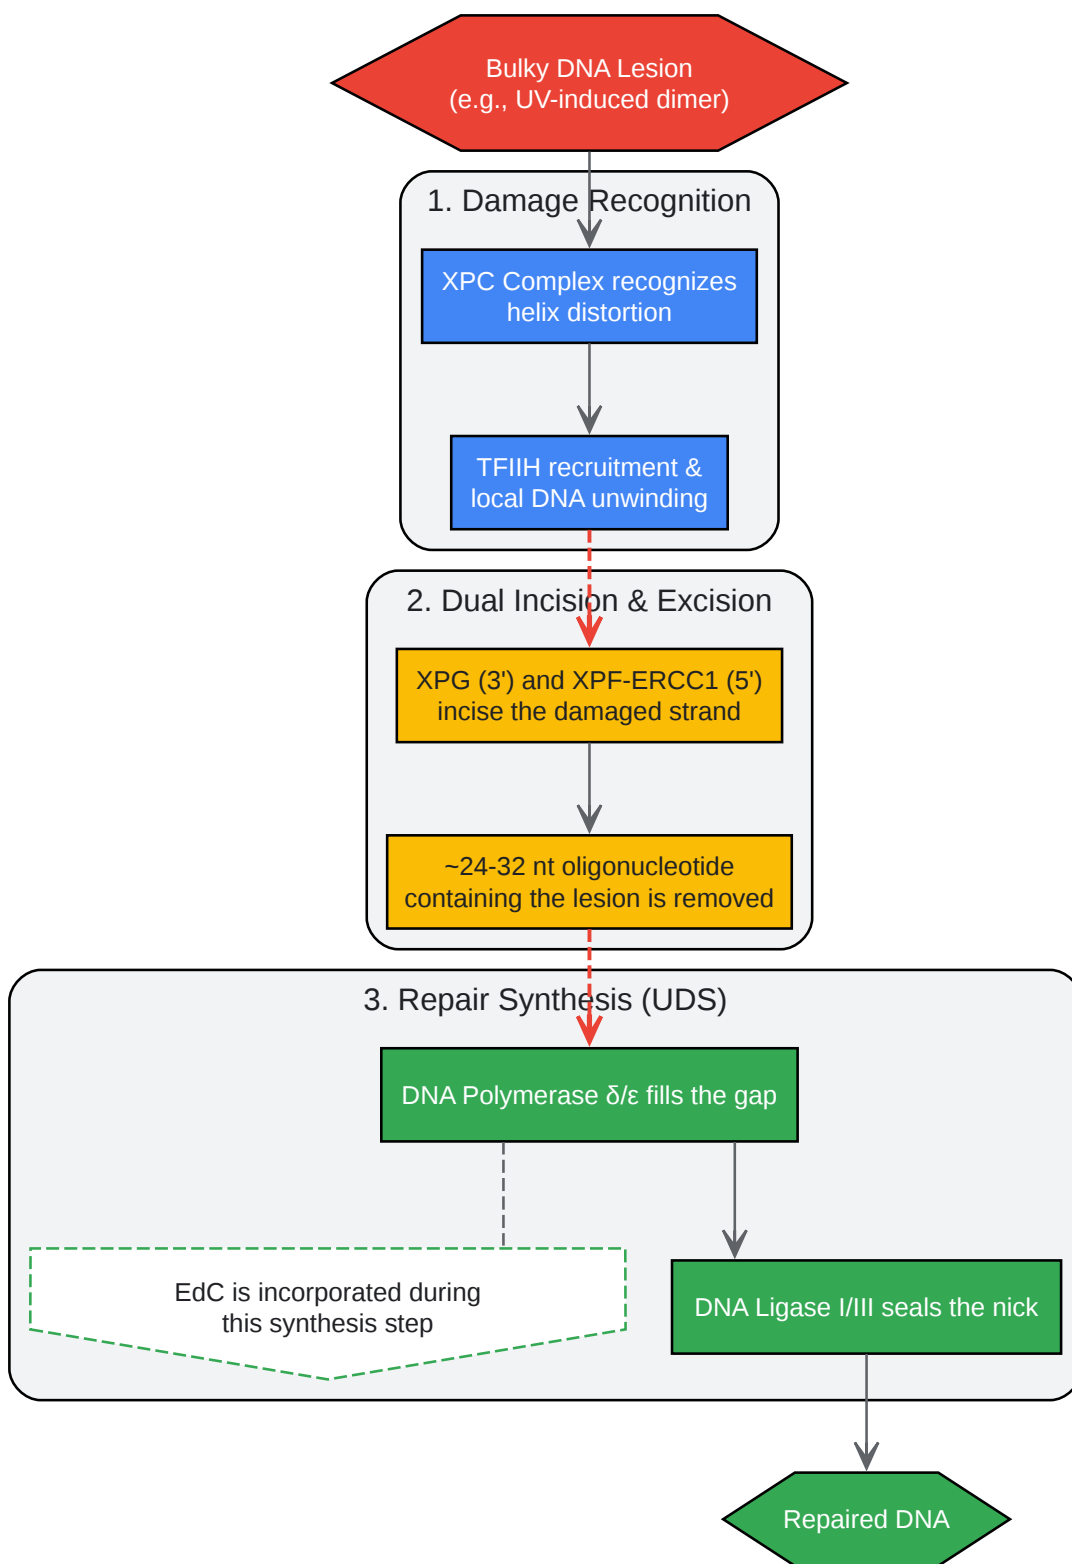 Bulky DNA Lesion
(e.g., UV-induced dimer)
1. Damage Recognition
XPC Complex recognizes
helix distortion
TFIIH recruitment &
local DNA unwinding
2. Dual Incision & Excision
XPG (3') and XPF-ERCC1 (5')
incise the damaged strand
~24-32 nt oligonucleotide
containing the lesion is removed
3. Repair Synthesis (UDS)
DNA Polymerase δ/ε fills the gap
EdC is incorporated during
this synthesis step
DNA Ligase I/III seals the nick
Repaired DNA